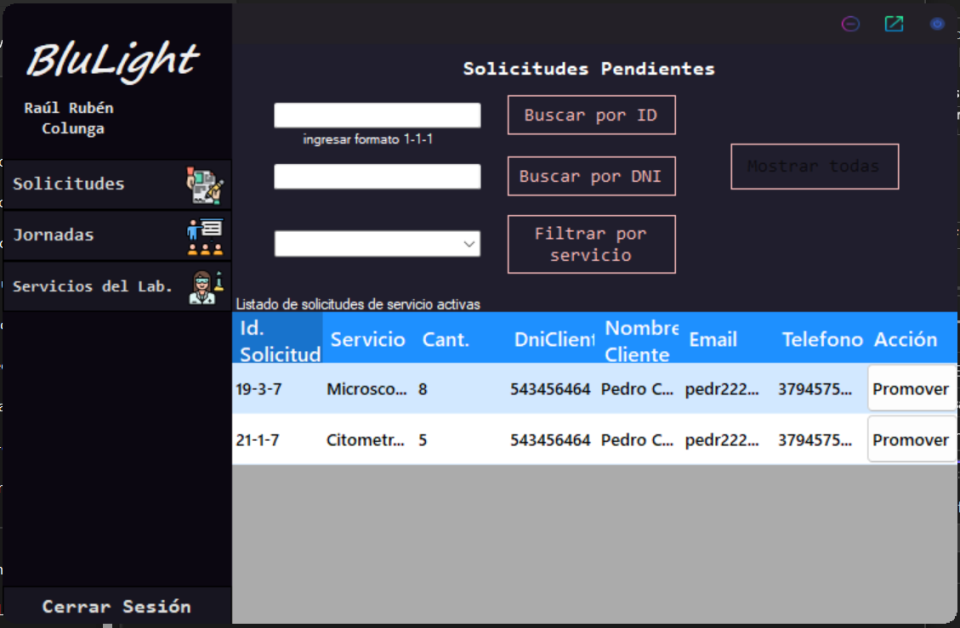 BluLight
Raúl Rubén
Colunga
Solicitudes
Jornadas
Servicios del Lab.
Cerrar Sesión
Solicitudes Pendientes
Buscar por ID
ingresar formato 1-1-1
Buscar por DNI
Mostrar todas
Filtrar por
servicio
Listado de solicitudes de servicio activas
Id. Solicitud Servicio Cant. DniClient Nombre Cliente Email Telefono Acción
19-3-7 Microsco... 8 543456464 Pedro C... pedr222... 3794575... Promover
21-1-7 Citometr... 5 543456464 Pedro C... pedr222... 3794575... Promover